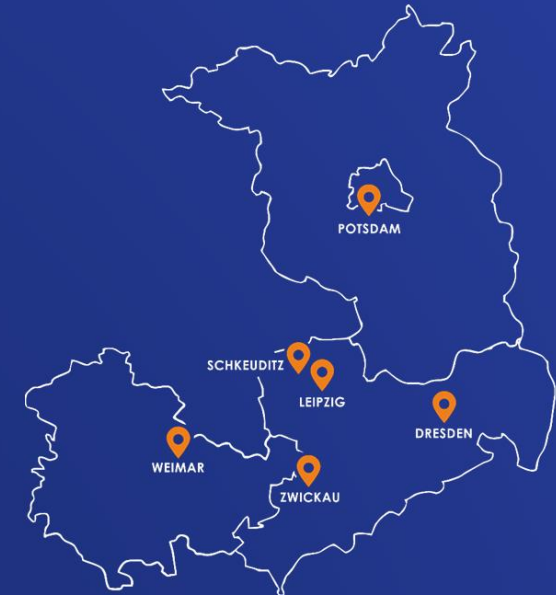 POTSDAM
SCHKEUDITZ
LEIPZIG
DRESDEN
WEIMAR
ZWICKAU